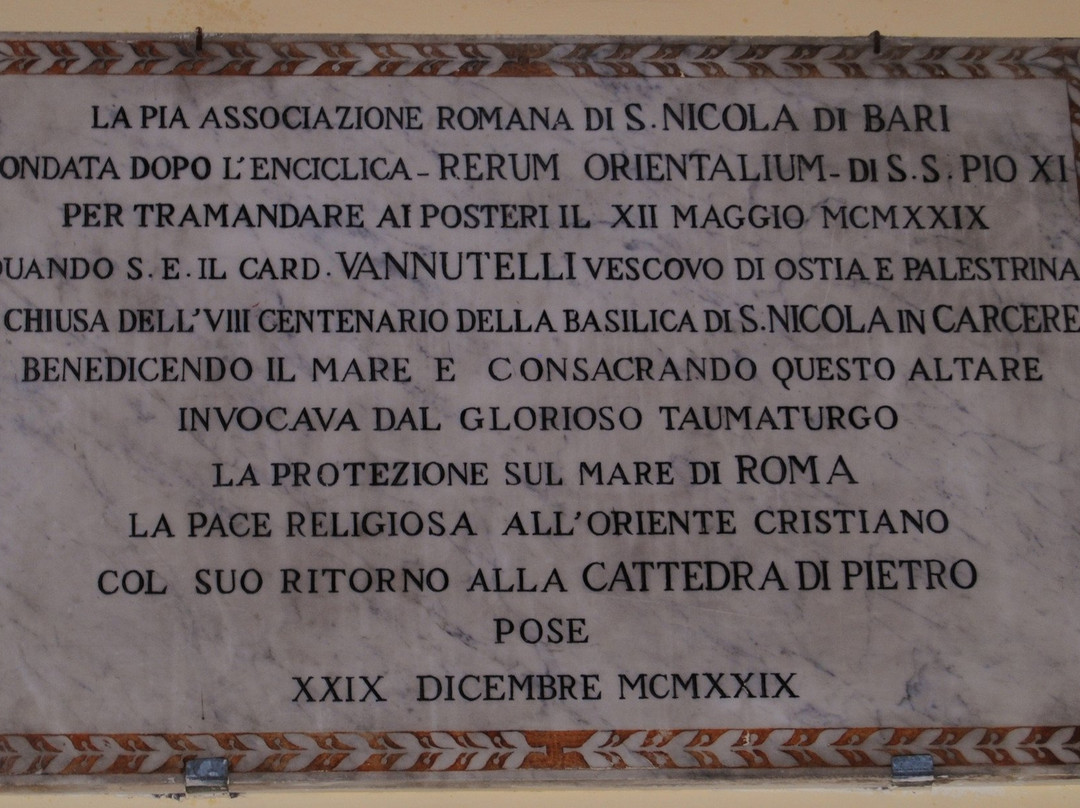 LA PIA ASSOCIAZIONE ROMANA DI S. NICOLA DI BARI
ONDATA DOPO L'ENCICLICA - RERUM ORIENTALIUM - DI S.S. PIO XI
PER TRAMANDARE AI POSTERI IL XII MAGGIO MCMXXIX
QUANDO S.E. IL CARD. VANNUTELLI VESCOVO DI OSTIA E PALESTRINA
CHIUSA DELL'VIII CENTENARIO DELLA BASILICA DI S. NICOLA IN CARCERE
BENEDICENDO IL MARE E CONSACRANDO QUESTO ALTARE
INVOCAVA DAL GLORIOSO TAUMATURGO
LA PROTEZIONE SUL MARE DI ROMA
LA PACE RELIGIOSA ALL'ORIENTE CRISTIANO
COL SUO RITORNO ALLA CATTEDRA DI PIETRO
POSE
XXIX DICEMBRE MCMXXIX